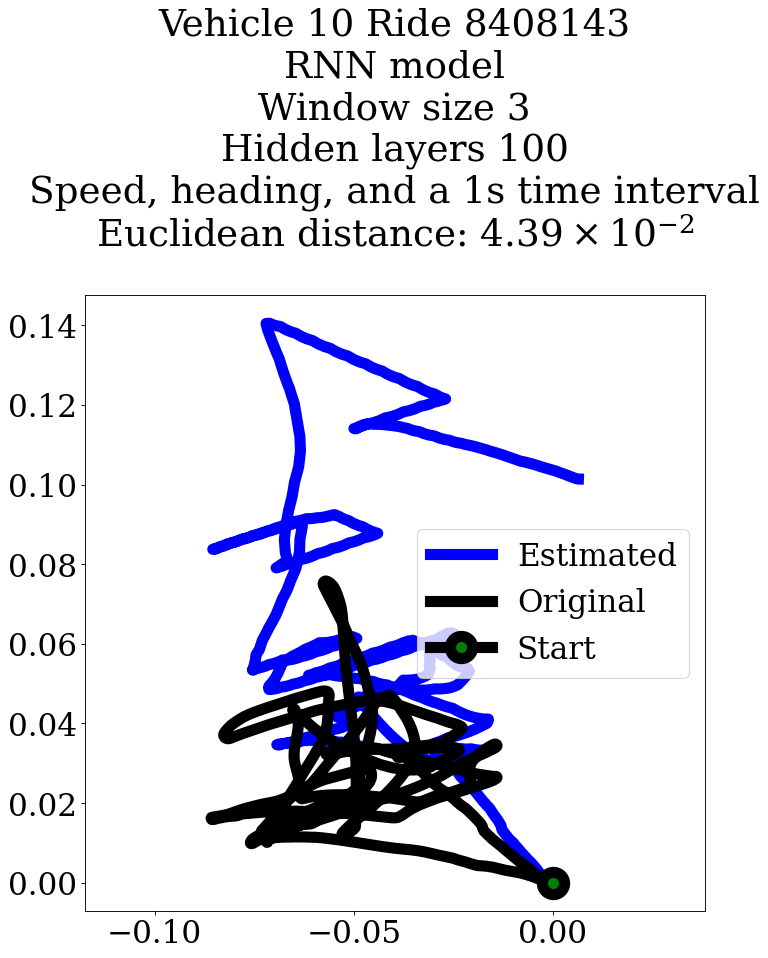 Vehicle 10 Ride 8408143
RNN model
Window size 3
Hidden layers 100
Speed, heading, and a 1s time interval
Euclidean distance: 4.39 × 10⁻²
0.14
0.12
0.10
0.08
0.06
0.04
0.02
0.00
Estimated
Original
Start
−0.10 −0.05 0.00